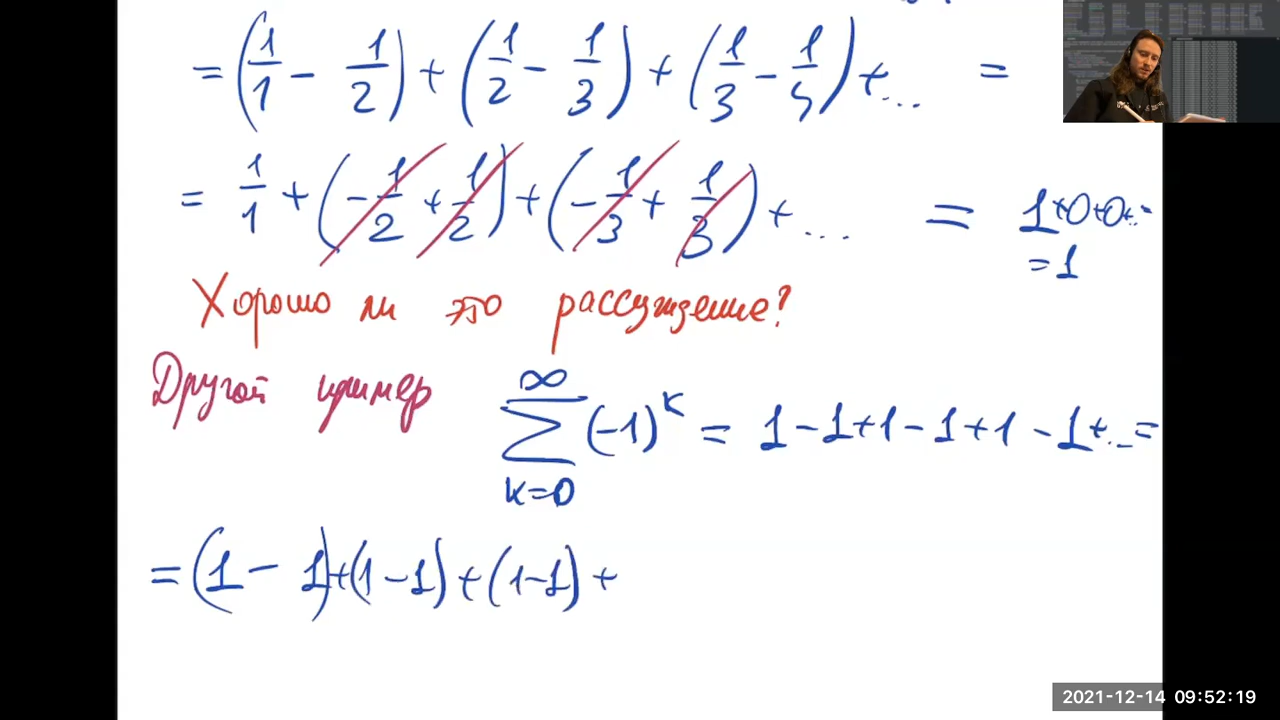 = (1/1 - 1/2) + (1/2 - 1/3) + (1/3 - 1/4) + ... =
= 1/1 + (-1/2 + 1/2) + (-1/3 + 1/3) + ... = 1+0+0+..
=1
Хорошо ли это рассуждение?
Другой пример ∑_{k=0}^{∞} (-1)^k = 1-1+1-1+1-1+... =
= (1 - 1)+(1-1)+(1-1)+
2021-12-14 09:52:19